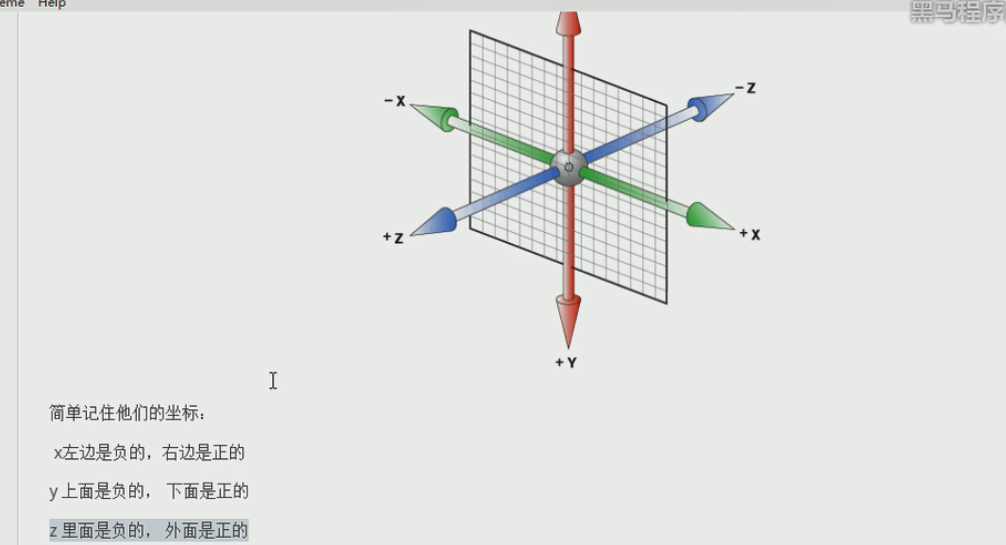 eme Help
黑马程序
- X
- Z
+ Z
+ X
+ Y
简单记住他们的坐标：
x左边是负的，右边是正的
y 上面是负的， 下面是正的
z 里面是负的， 外面是正的